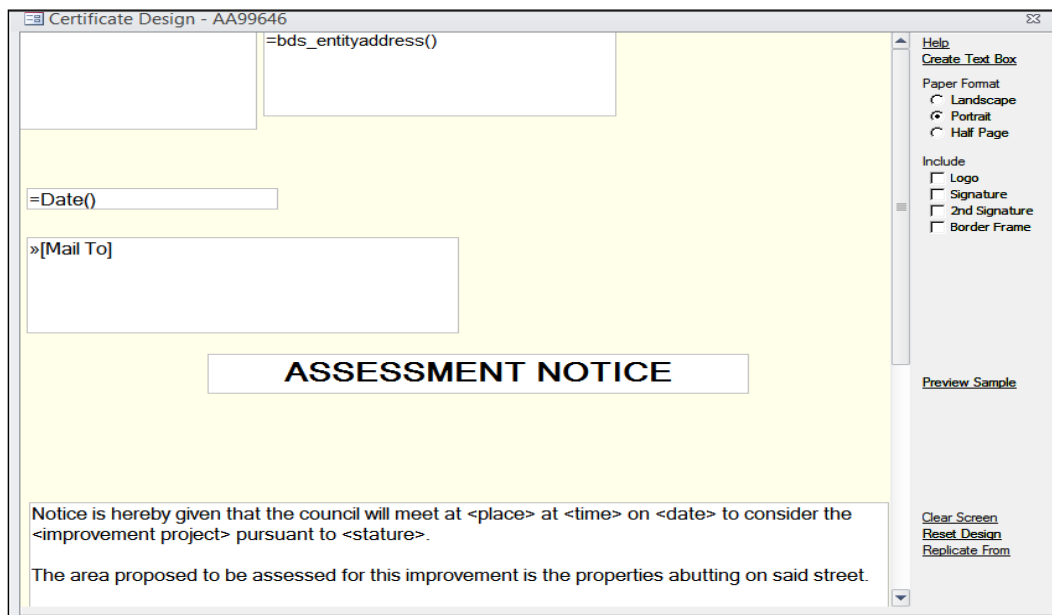 Certificate Design - AA99646
=bds_entityaddress()
=Date()
»[Mail To]
ASSESSMENT NOTICE
Notice is hereby given that the council will meet at <place> at <time> on <date> to consider the
<improvement project> pursuant to <stature>.
The area proposed to be assessed for this improvement is the properties abutting on said street.
Help
Create Text Box
Paper Format
Landscape
Portrait
Half Page
Include
Logo
Signature
2nd Signature
Border Frame
Preview Sample
Clear Screen
Reset Design
Replicate From